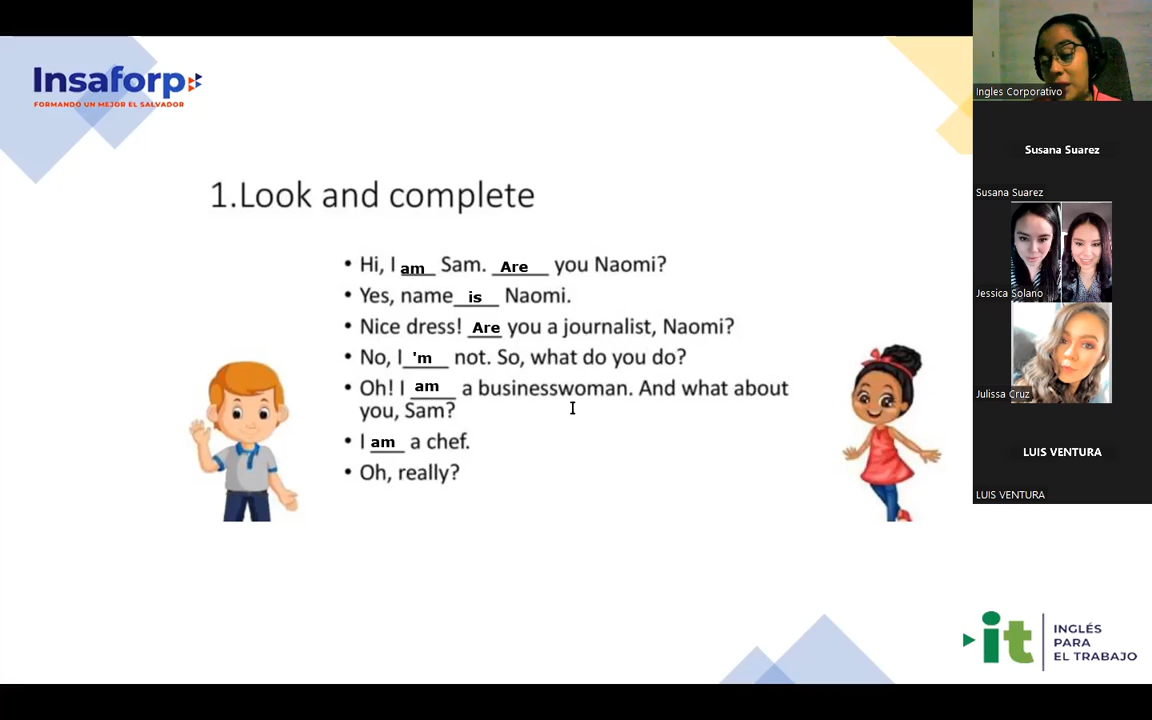 Insaforp
FORMANDO UN MEJOR EL SALVADOR
1.Look and complete
• Hi, I am Sam. Are you Naomi?
• Yes, name is Naomi.
• Nice dress! Are you a journalist, Naomi?
• No, I 'm not. So, what do you do?
• Oh! I am a businesswoman. And what about
you, Sam?
• I am a chef.
• Oh, really?
it
INGLÉS
PARA
EL TRABAJO
Ingles Corporativo
Susana Suarez
Susana Suarez
Jessica Solano
Julissa Cruz
LUIS VENTURA
LUIS VENTURA